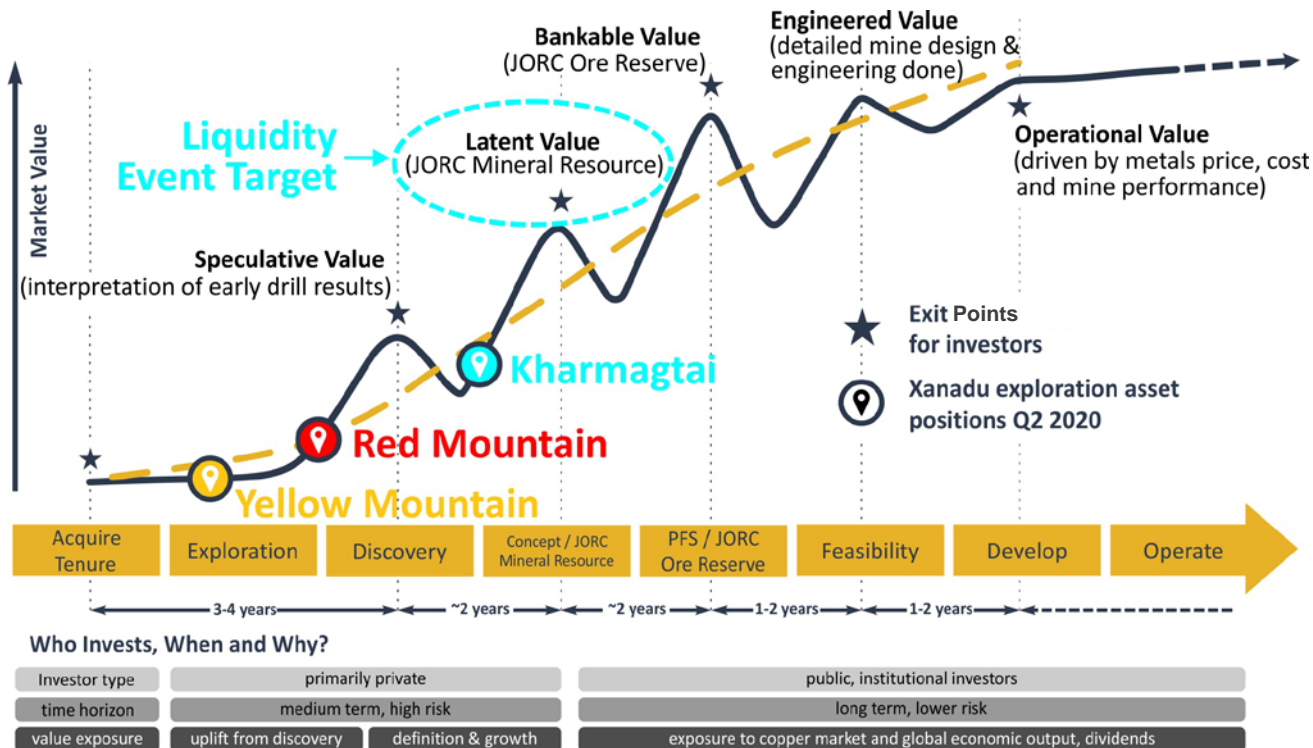 Engineered Value
(detailed mine design &
engineering done)
Bankable Value
(JORC Ore Reserve)
Liquidity
Event Target
Latent Value
(JORC Mineral Resource)
Operational Value
(driven by metals price, cost
and mine performance)
Market Value
Speculative Value
(interpretation of early drill results)
Exit Points
for investors
Kharmagtai
Xanadu exploration asset
positions Q2 2020
Red Mountain
Yellow Mountain
Acquire
Tenure
Exploration
Discovery
Concept / JORC
Mineral Resource
PFS / JORC
Ore Reserve
Feasibility
Develop
Operate
3-4 years
~2 years
~2 years
1-2 years
1-2 years
Who Invests, When and Why?
Investor type
primarily private
public, institutional investors
time horizon
medium term, high risk
long term, lower risk
value exposure
uplift from discovery
definition & growth
exposure to copper market and global economic output, dividends